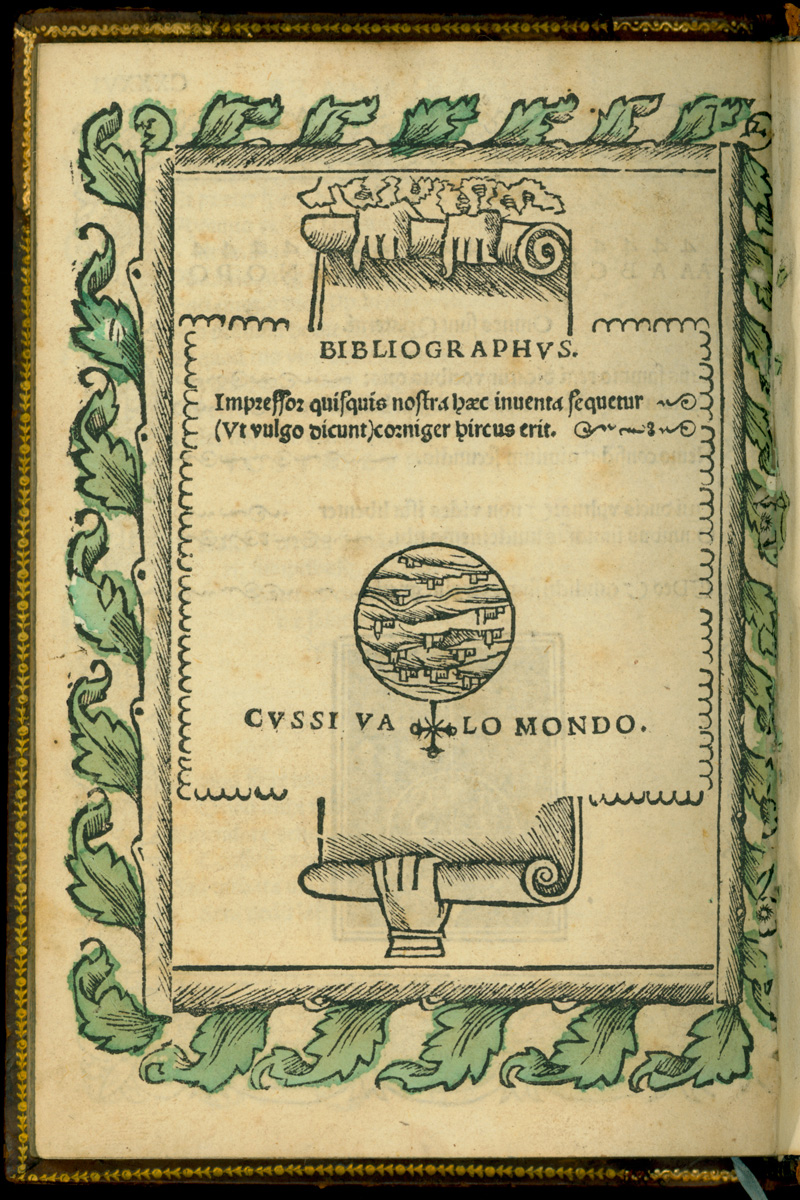 BIBLIOGRAPHVS.
Impreſſor quiſquis noſtra hæc inuenta ſequetur
(Vt vulgo dicunt)corniger hircus erit.
CVSSI VA LO MONDO.